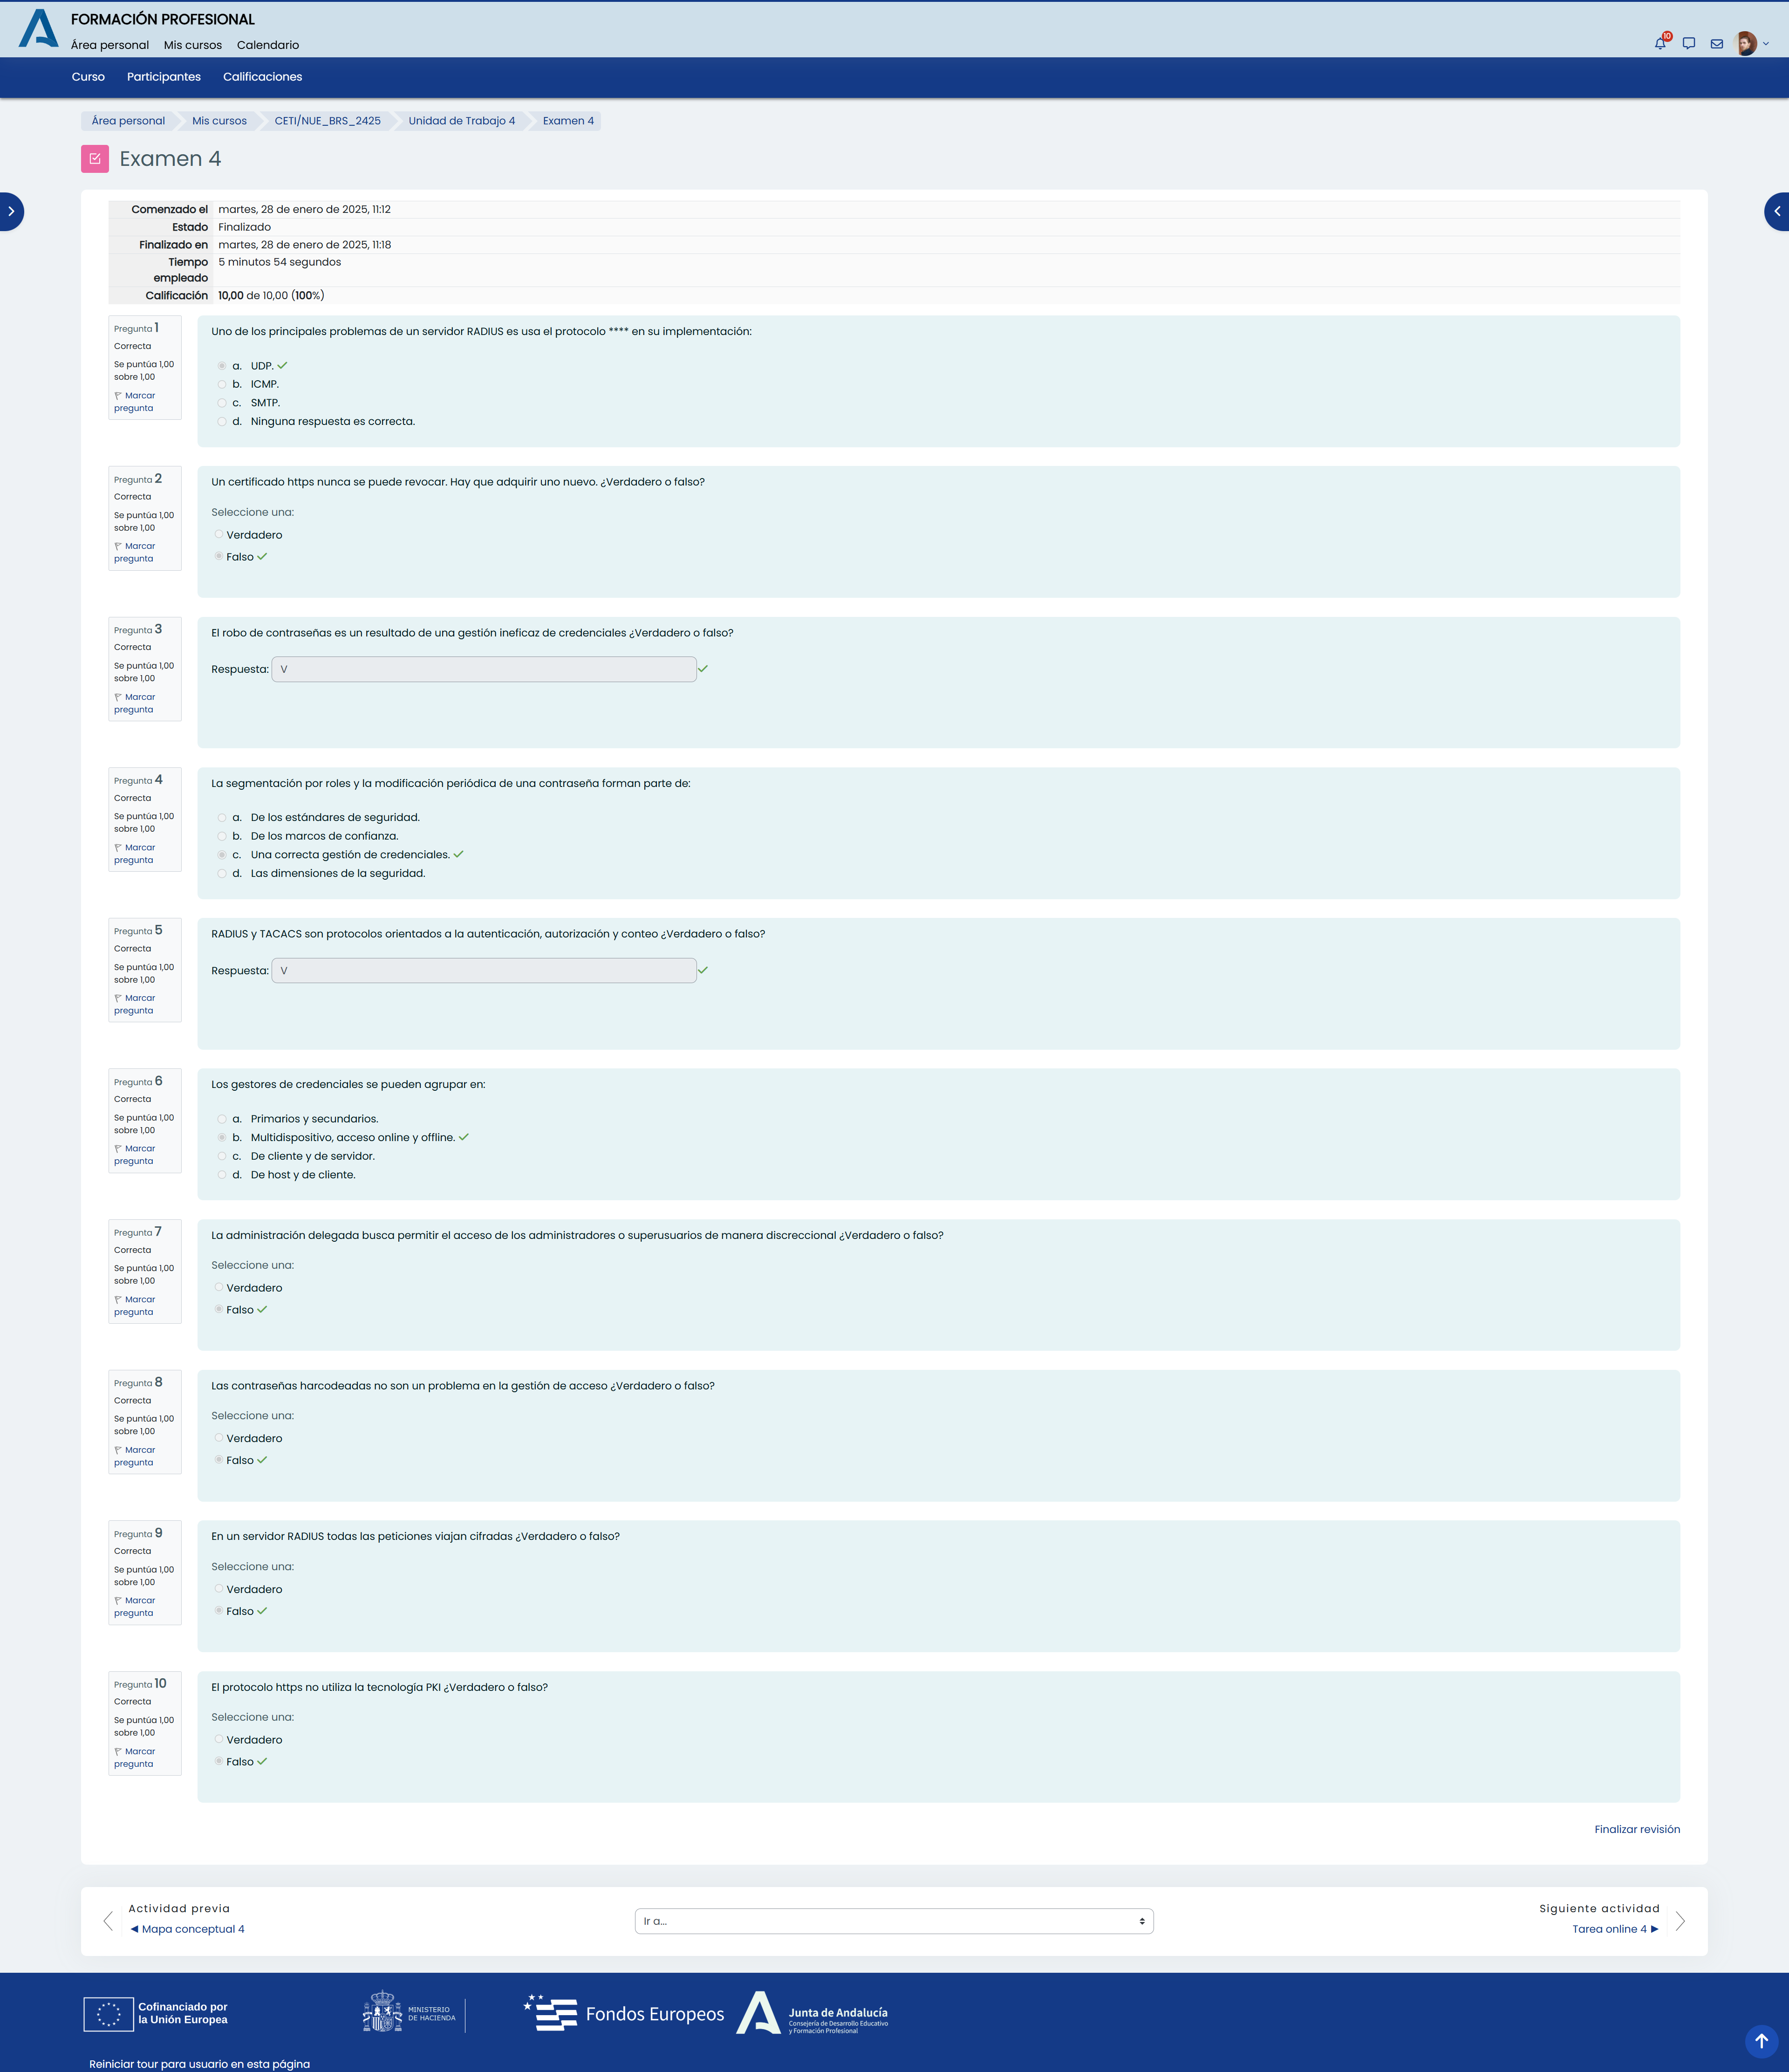 FORMACIÓN PROFESIONAL
Área personal Mis cursos Calendario
10
Curso Participantes Calificaciones
Área personal Mis cursos CETI/NUE_BRS_2425 Unidad de Trabajo 4 Examen 4
Examen 4
Comenzado el martes, 28 de enero de 2025, 11:12
Estado Finalizado
Finalizado en martes, 28 de enero de 2025, 11:18
Tiempo empleado 5 minutos 54 segundos
Calificación 10,00 de 10,00 (100%)
Pregunta 1
Correcta
Se puntúa 1,00
sobre 1,00
Marcar
pregunta
Uno de los principales problemas de un servidor RADIUS es usa el protocolo **** en su implementación:
a. UDP.
b. ICMP.
c. SMTP.
d. Ninguna respuesta es correcta.
Pregunta 2
Correcta
Se puntúa 1,00
sobre 1,00
Marcar
pregunta
Un certificado https nunca se puede revocar. Hay que adquirir uno nuevo. ¿Verdadero o falso?
Seleccione una:
Verdadero
Falso
Pregunta 3
Correcta
Se puntúa 1,00
sobre 1,00
Marcar
pregunta
El robo de contraseñas es un resultado de una gestión ineficaz de credenciales ¿Verdadero o falso?
Respuesta: V
Pregunta 4
Correcta
Se puntúa 1,00
sobre 1,00
Marcar
pregunta
La segmentación por roles y la modificación periódica de una contraseña forman parte de:
a. De los estándares de seguridad.
b. De los marcos de confianza.
c. Una correcta gestión de credenciales.
d. Las dimensiones de la seguridad.
Pregunta 5
Correcta
Se puntúa 1,00
sobre 1,00
Marcar
pregunta
RADIUS y TACACS son protocolos orientados a la autenticación, autorización y conteo ¿Verdadero o falso?
Respuesta: V
Pregunta 6
Correcta
Se puntúa 1,00
sobre 1,00
Marcar
pregunta
Los gestores de credenciales se pueden agrupar en:
a. Primarios y secundarios.
b. Multidispositivo, acceso online y offline.
c. De cliente y de servidor.
d. De host y de cliente.
Pregunta 7
Correcta
Se puntúa 1,00
sobre 1,00
Marcar
pregunta
La administración delegada busca permitir el acceso de los administradores o superusuarios de manera discreccional ¿Verdadero o falso?
Seleccione una:
Verdadero
Falso
Pregunta 8
Correcta
Se puntúa 1,00
sobre 1,00
Marcar
pregunta
Las contraseñas harcodeadas no son un problema en la gestión de acceso ¿Verdadero o falso?
Seleccione una:
Verdadero
Falso
Pregunta 9
Correcta
Se puntúa 1,00
sobre 1,00
Marcar
pregunta
En un servidor RADIUS todas las peticiones viajan cifradas ¿Verdadero o falso?
Seleccione una:
Verdadero
Falso
Pregunta 10
Correcta
Se puntúa 1,00
sobre 1,00
Marcar
pregunta
El protocolo https no utiliza la tecnología PKI ¿Verdadero o falso?
Seleccione una:
Verdadero
Falso
Finalizar revisión
Actividad previa
◄ Mapa conceptual 4
Ir a...
Siguiente actividad
Tarea online 4 ►
Cofinanciado por
la Unión Europea
MINISTERIO
DE HACIENDA
Fondos Europeos
Junta de Andalucía
Consejería de Desarrollo Educativo
y Formación Profesional
Reiniciar tour para usuario en esta página